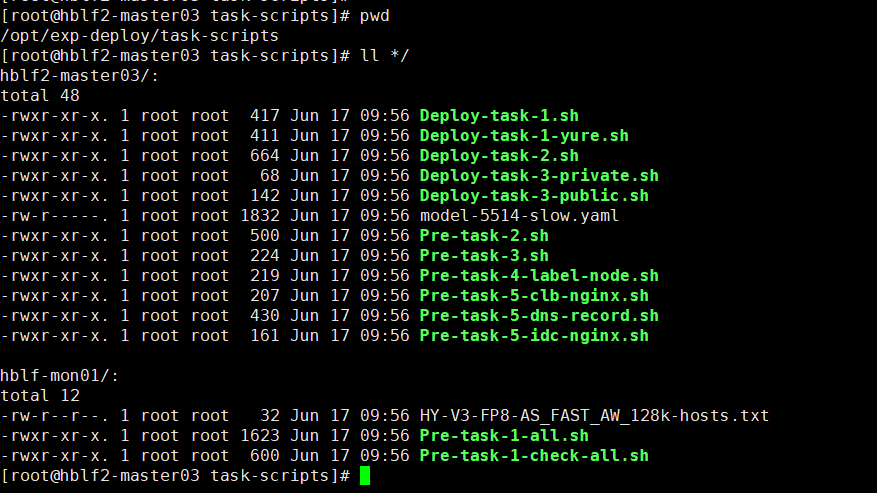 [root@hblf2-master03 task-scripts]# pwd
/opt/exp-deploy/task-scripts
[root@hblf2-master03 task-scripts]# ll */
hblf2-master03/:
total 48
-rwxr-xr-x. 1 root root  417 Jun 17 09:56 Deploy-task-1.sh
-rwxr-xr-x. 1 root root  411 Jun 17 09:56 Deploy-task-1-yure.sh
-rwxr-xr-x. 1 root root  664 Jun 17 09:56 Deploy-task-2.sh
-rwxr-xr-x. 1 root root   68 Jun 17 09:56 Deploy-task-3-private.sh
-rwxr-xr-x. 1 root root  142 Jun 17 09:56 Deploy-task-3-public.sh
-rw-r-----. 1 root root 1832 Jun 17 09:56 model-5514-slow.yaml
-rwxr-xr-x. 1 root root  500 Jun 17 09:56 Pre-task-2.sh
-rwxr-xr-x. 1 root root  224 Jun 17 09:56 Pre-task-3.sh
-rwxr-xr-x. 1 root root  219 Jun 17 09:56 Pre-task-4-label-node.sh
-rwxr-xr-x. 1 root root  207 Jun 17 09:56 Pre-task-5-clb-nginx.sh
-rwxr-xr-x. 1 root root  430 Jun 17 09:56 Pre-task-5-dns-record.sh
-rwxr-xr-x. 1 root root  161 Jun 17 09:56 Pre-task-5-idc-nginx.sh
hblf-mon01/:
total 12
-rw-r--r--. 1 root root   32 Jun 17 09:56 HY-V3-FP8-AS_FAST_AW_128k-hosts.txt
-rwxr-xr-x. 1 root root 1623 Jun 17 09:56 Pre-task-1-all.sh
-rwxr-xr-x. 1 root root  600 Jun 17 09:56 Pre-task-1-check-all.sh
[root@hblf2-master03 task-scripts]#